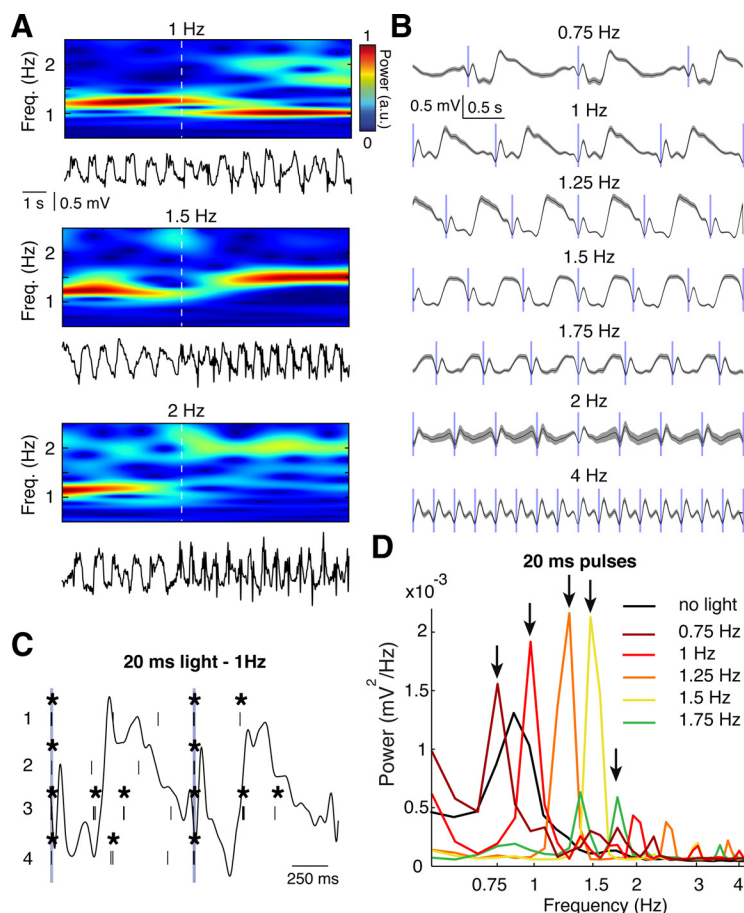 A
1 Hz
Freq. (Hz)
2
1
1
Power (a.u.)
0
1 s
0.5 mV
1.5 Hz
Freq. (Hz)
2
1
2 Hz
Freq. (Hz)
2
1
B
0.75 Hz
0.5 mV
0.5 s
1 Hz
1.25 Hz
1.5 Hz
1.75 Hz
2 Hz
4 Hz
C
20 ms light - 1Hz
* *
1
*
2
* * * *
3
* * *
4
250 ms
D
20 ms pulses
x10⁻³
2
1.5
1
0.5
0
Power (mV²/Hz)
no light
0.75 Hz
1 Hz
1.25 Hz
1.5 Hz
1.75 Hz
0.75 1 1.5 2 3 4
Frequency (Hz)